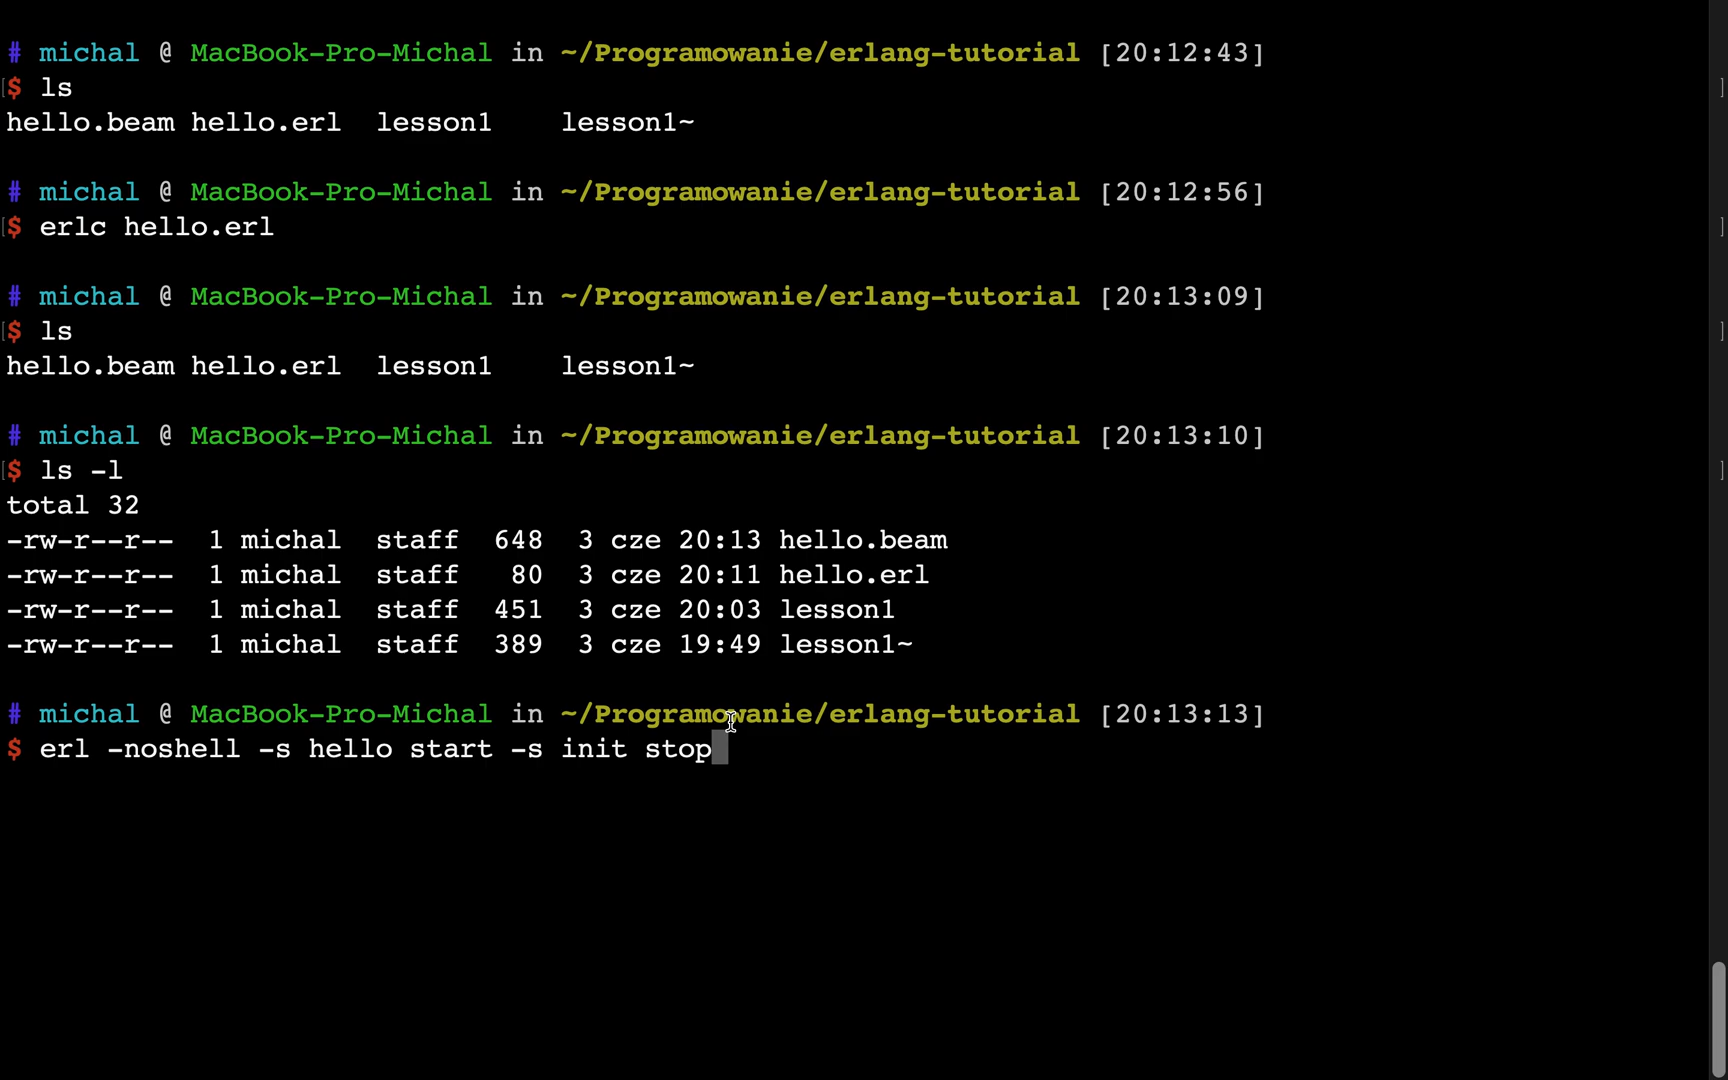 # michal @ MacBook-Pro-Michal in ~/Programowanie/erlang-tutorial [20:12:43]
[$ ls ]
hello.beam hello.erl  lesson1    lesson1~
# michal @ MacBook-Pro-Michal in ~/Programowanie/erlang-tutorial [20:12:56]
[$ erlc hello.erl ]
# michal @ MacBook-Pro-Michal in ~/Programowanie/erlang-tutorial [20:13:09]
[$ ls ]
hello.beam hello.erl  lesson1    lesson1~
# michal @ MacBook-Pro-Michal in ~/Programowanie/erlang-tutorial [20:13:10]
[$ ls -l ]
total 32
-rw-r--r--  1 michal  staff  648  3 cze 20:13 hello.beam
-rw-r--r--  1 michal  staff   80  3 cze 20:11 hello.erl
-rw-r--r--  1 michal  staff  451  3 cze 20:03 lesson1
-rw-r--r--  1 michal  staff  389  3 cze 19:49 lesson1~
# michal @ MacBook-Pro-Michal in ~/Programowanie/erlang-tutorial [20:13:13]
$ erl -noshell -s hello start -s init stop